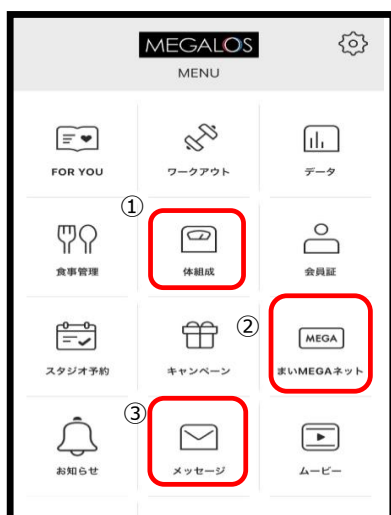 MEGALOS
MENU
FOR YOU
ワークアウト
データ
①
食事管理
体組成
会員証
②
MEGA
スタジオ予約
キャンペーン
まいMEGAネット
③
お知らせ
メッセージ
ムービー